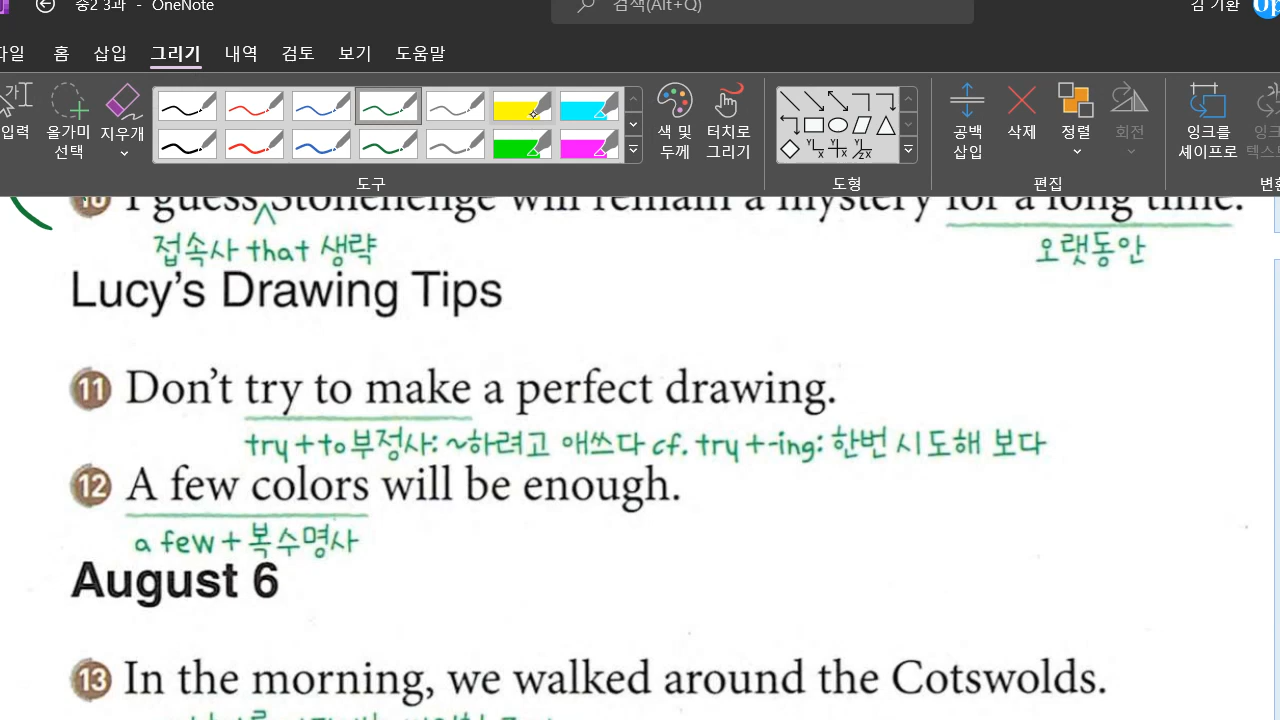 중2 3과 - OneNote
검색(Alt+Q)
김 기환
파일 홈 삽입 그리기 내역 검토 보기 도움말
입력
올가미 선택
지우개
색 및 두께
터치로 그리기
공백 삽입
삭제
정렬
회전
잉크를 셰이프로
도구
도형
편집
10 I guess Stonehenge will remain a mystery for a long time.
접속사 that 생략
오랫동안
Lucy's Drawing Tips
11 Don't try to make a perfect drawing.
try++to부정사: ~하려고 애쓰다 cf. try+-ing: 한번 시도해 보다
12 A few colors will be enough.
a few + 복수명사
August 6
13 In the morning, we walked around the Cotswolds.